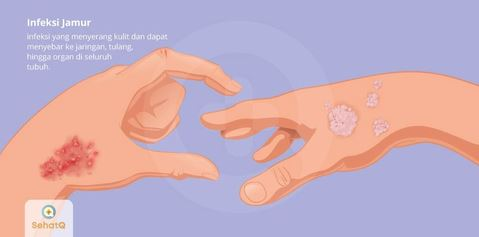 Infeksi Jamur
infeksi yang menyerang kulit dan dapat
menyebar ke jaringan, tulang,
hingga organ di seluruh
tubuh.
SehatQ